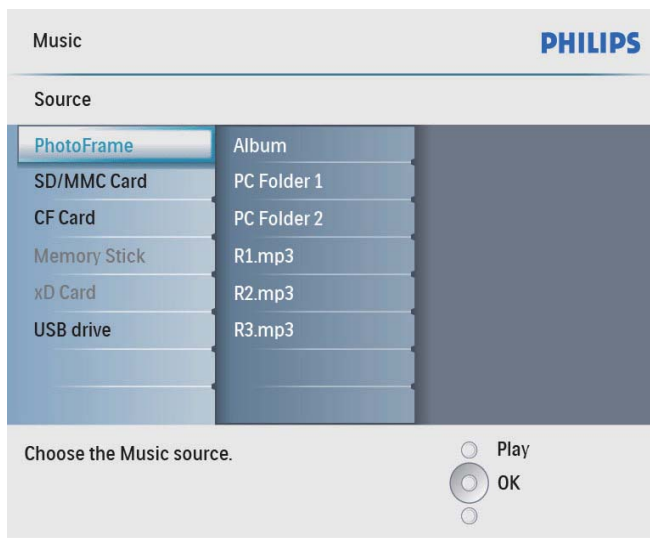 Music
PHILIPS
Source
PhotoFrame
SD/MMC Card
CF Card
Memory Stick
xD Card
USB drive
Album
PC Folder 1
PC Folder 2
R1.mp3
R2.mp3
R3.mp3
Choose the Music source.
Play
OK